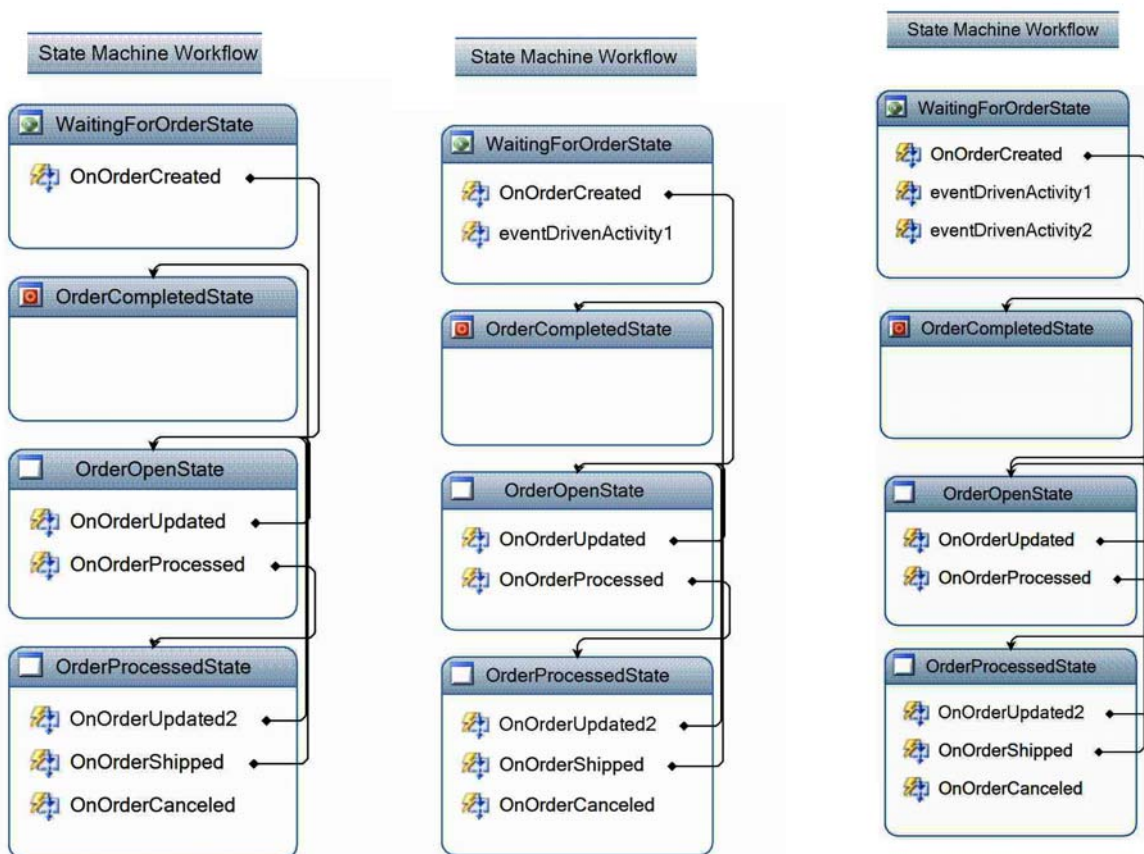 State Machine Workflow
WaitingForOrderState
OnOrderCreated
OrderCompletedState
OrderOpenState
OnOrderUpdated
OnOrderProcessed
OrderProcessedState
OnOrderUpdated2
OnOrderShipped
OnOrderCanceled
State Machine Workflow
WaitingForOrderState
OnOrderCreated
eventDrivenActivity1
OrderCompletedState
OrderOpenState
OnOrderUpdated
OnOrderProcessed
OrderProcessedState
OnOrderUpdated2
OnOrderShipped
OnOrderCanceled
State Machine Workflow
WaitingForOrderState
OnOrderCreated
eventDrivenActivity1
eventDrivenActivity2
OrderCompletedState
OrderOpenState
OnOrderUpdated
OnOrderProcessed
OrderProcessedState
OnOrderUpdated2
OnOrderShipped
OnOrderCanceled